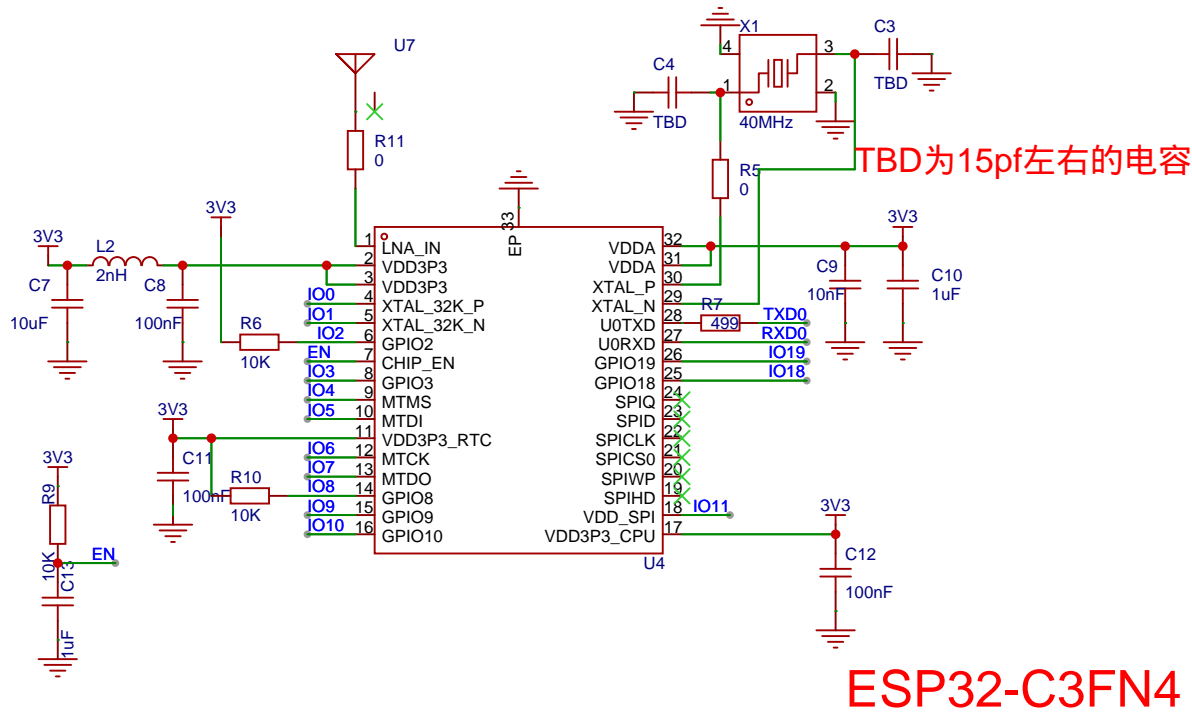 U7
R11
0
X1
4
3
1
2
40MHz
C3
TBD
C4
TBD
R5
0
TBD为15pf左右的电容
3V3
3V3
L2
2nH
C7
10uF
C8
100nF
R6
10K
EP
33
1
LNA_IN
2
VDD3P3
3
VDD3P3
IO0
4
XTAL_32K_P
IO1
5
XTAL_32K_N
IO2
6
GPIO2
EN
7
CHIP_EN
IO3
8
GPIO3
IO4
9
MTMS
IO5
10
MTDI
11
VDD3P3_RTC
IO6
12
MTCK
IO7
13
MTDO
IO8
14
GPIO8
IO9
15
GPIO9
IO10
16
GPIO10
VDDA
32
VDDA
31
XTAL_P
30
XTAL_N
29
U0TXD
28
R7
499
TXD0
U0RXD
27
RXD0
GPIO19
26
IO19
GPIO18
25
IO18
SPIQ
24
SPID
23
SPICLK
22
SPICS0
21
SPIWP
20
SPIHD
19
VDD_SPI
18
IO11
VDD3P3_CPU
17
U4
3V3
C9
10nF
C10
1uF
3V3
C11
100nF
R10
10K
3V3
R9
10K
EN
C13
1uF
3V3
C12
100nF
ESP32-C3FN4